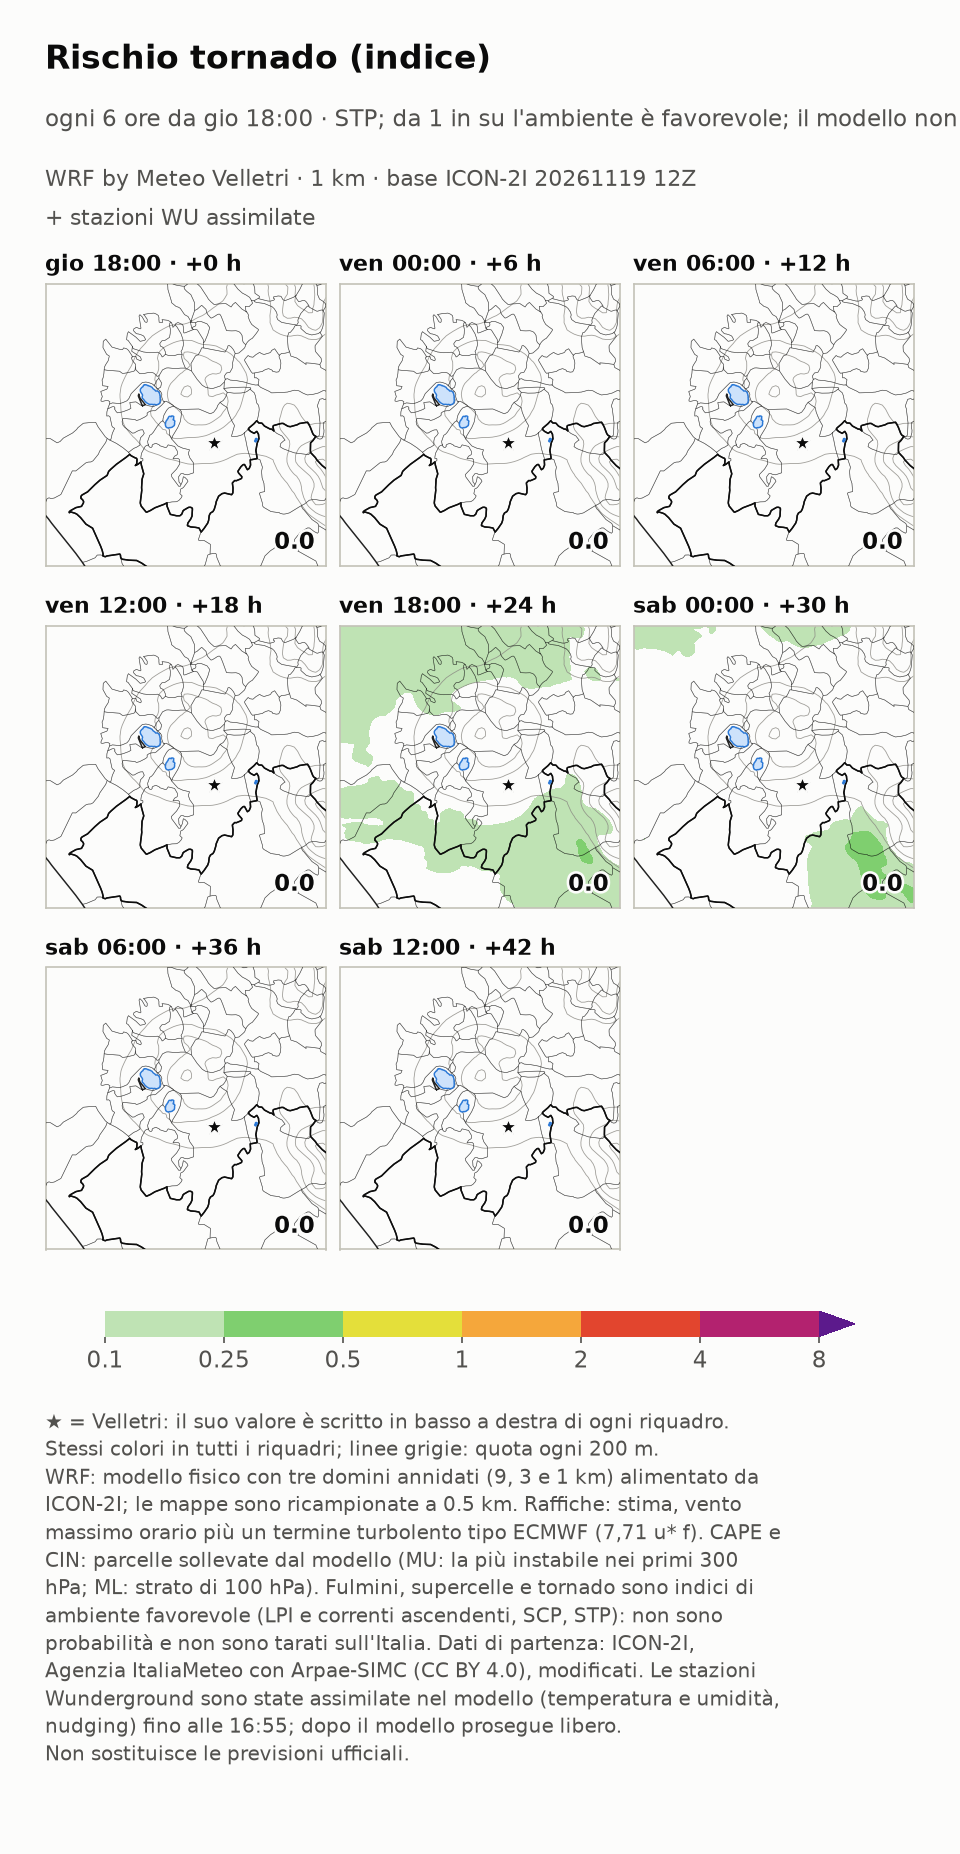 Rischio tornado (indice)
ogni 6 ore da gio 18:00 · STP; da 1 in su l'ambiente è favorevole; il modello non
WRF by Meteo Velletri · 1 km · base ICON-2I 20261119 12Z
+ stazioni WU assimilate
gio 18:00 · +0 h
ven 00:00 · +6 h
ven 06:00 · +12 h
0.0
0.0
0.0
ven 12:00 · +18 h
ven 18:00 · +24 h
sab 00:00 · +30 h
0.0
0.0
0.0
sab 06:00 · +36 h
sab 12:00 · +42 h
0.0
0.0
0.1 0.25 0.5 1 2 4 8
★ = Velletri: il suo valore è scritto in basso a destra di ogni riquadro.
Stessi colori in tutti i riquadri; linee grigie: quota ogni 200 m.
WRF: modello fisico con tre domini annidati (9, 3 e 1 km) alimentato da
ICON-2I; le mappe sono ricampionate a 0.5 km. Raffiche: stima, vento
massimo orario più un termine turbolento tipo ECMWF (7,71 u* f). CAPE e
CIN: parcelle sollevate dal modello (MU: la più instabile nei primi 300
hPa; ML: strato di 100 hPa). Fulmini, supercelle e tornado sono indici di
ambiente favorevole (LPI e correnti ascendenti, SCP, STP): non sono
probabilità e non sono tarati sull'Italia. Dati di partenza: ICON-2I,
Agenzia ItaliaMeteo con Arpae-SIMC (CC BY 4.0), modificati. Le stazioni
Wunderground sono state assimilate nel modello (temperatura e umidità,
nudging) fino alle 16:55; dopo il modello prosegue libero.
Non sostituisce le previsioni ufficiali.